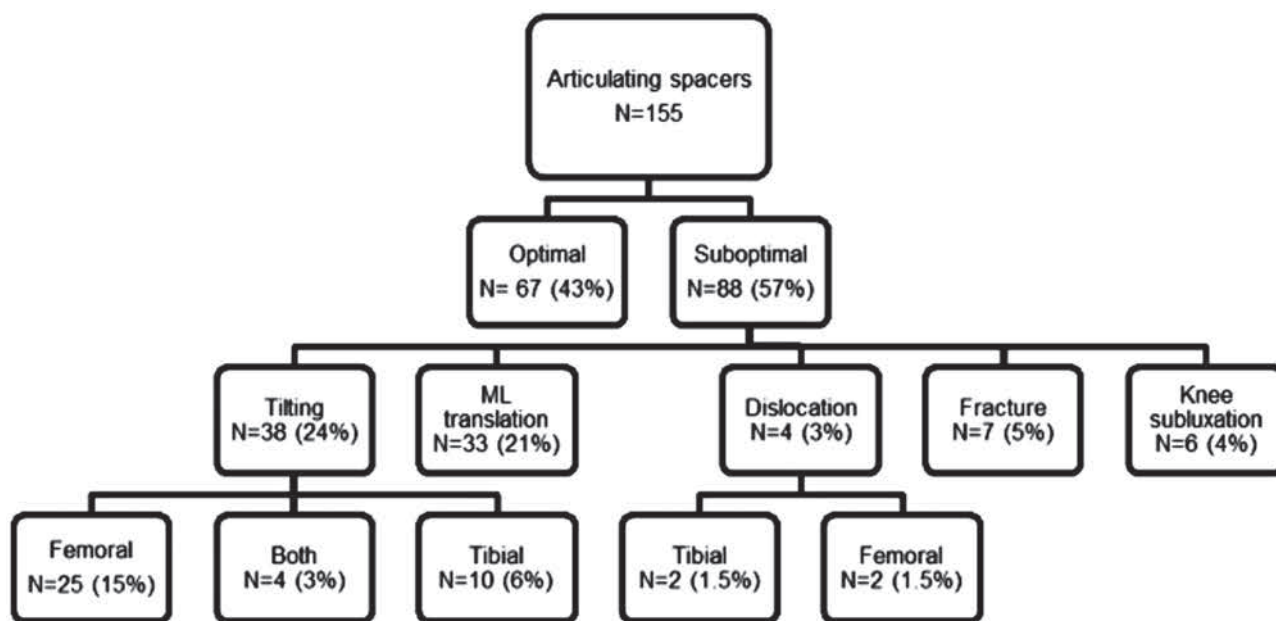 Articulating spacers
N=155
Optimal
N= 67 (43%)
Suboptimal
N=88 (57%)
Tilting
N=38 (24%)
ML
translation
N=33 (21%)
Dislocation
N=4 (3%)
Fracture
N=7 (5%)
Knee
subluxation
N=6 (4%)
Femoral
N=25 (15%)
Both
N=4 (3%)
Tibial
N=10 (6%)
Tibial
N=2 (1.5%)
Femoral
N=2 (1.5%)